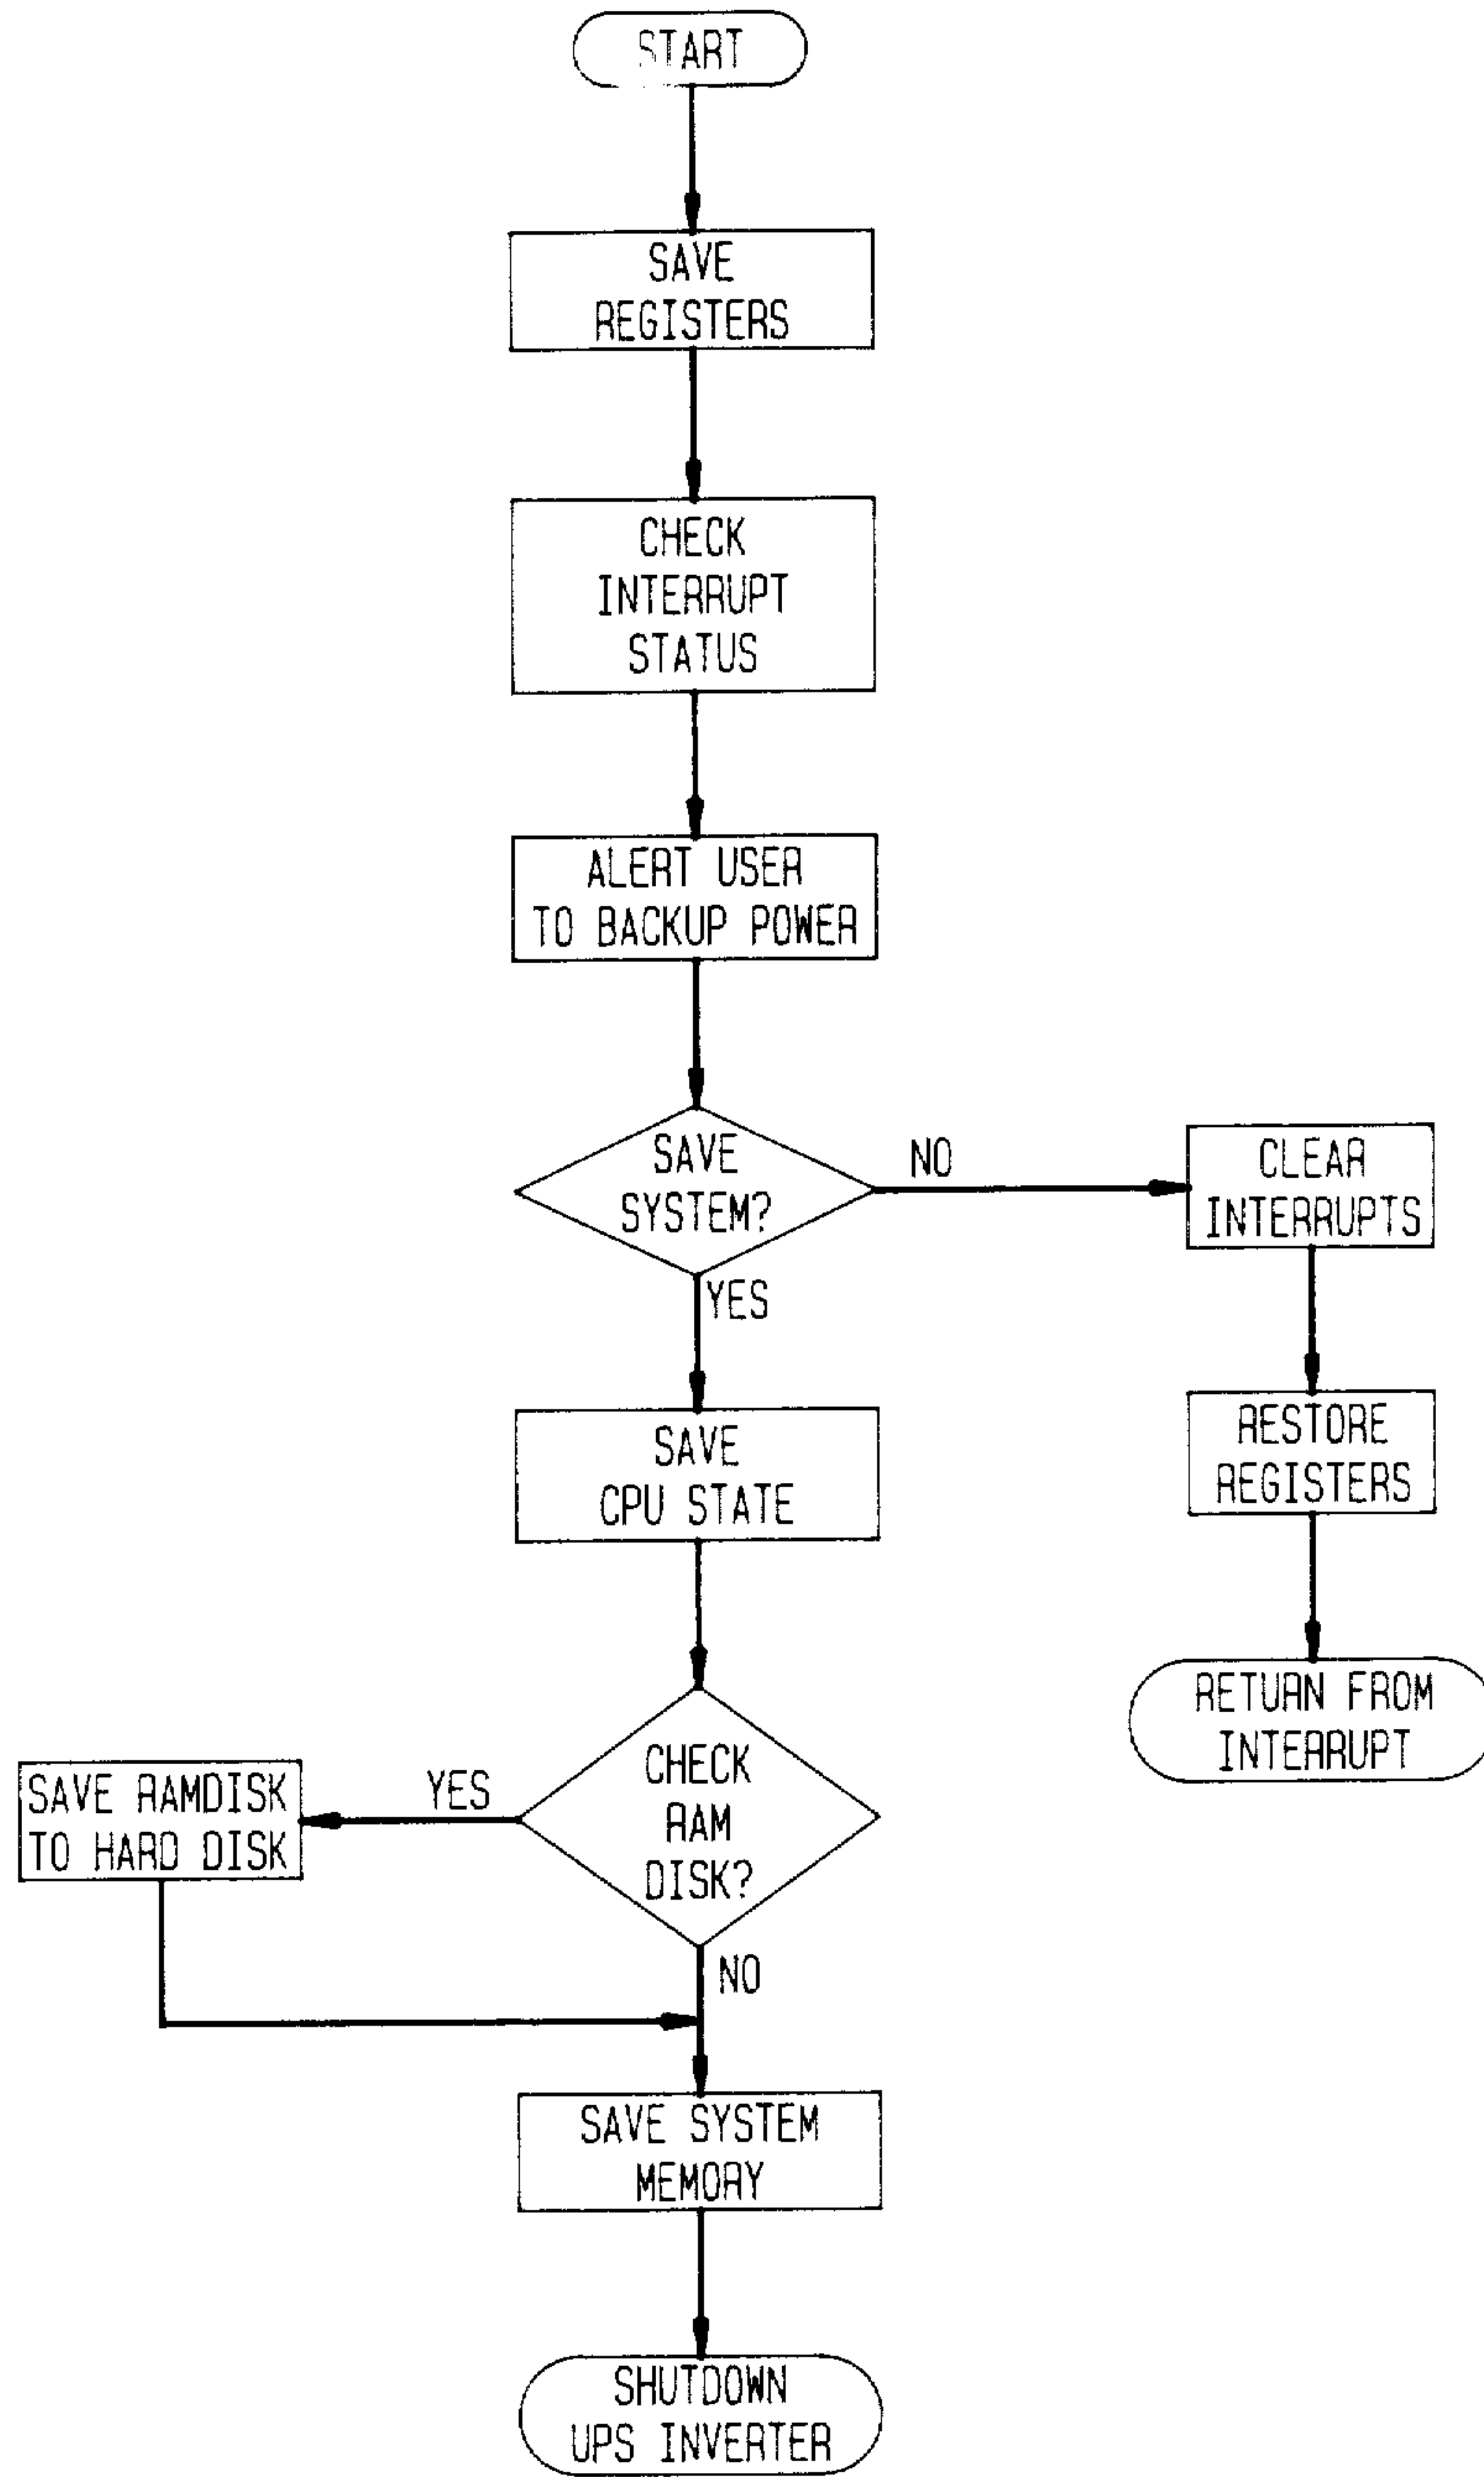 START
SAVE
REGISTERS
CHECK
INTERRUPT
STATUS
ALERT USER
TO BACKUP POWER
SAVE
SYSTEM?
NO
CLEAR
INTERRUPTS
YES
RESTORE
REGISTERS
SAVE
CPU STATE
RETURN FROM
INTERRUPT
CHECK
RAM
DISK?
YES
SAVE RAMDISK
TO HARD DISK
NO
SAVE SYSTEM
MEMORY
SHUTDOWN
UPS INVERTER